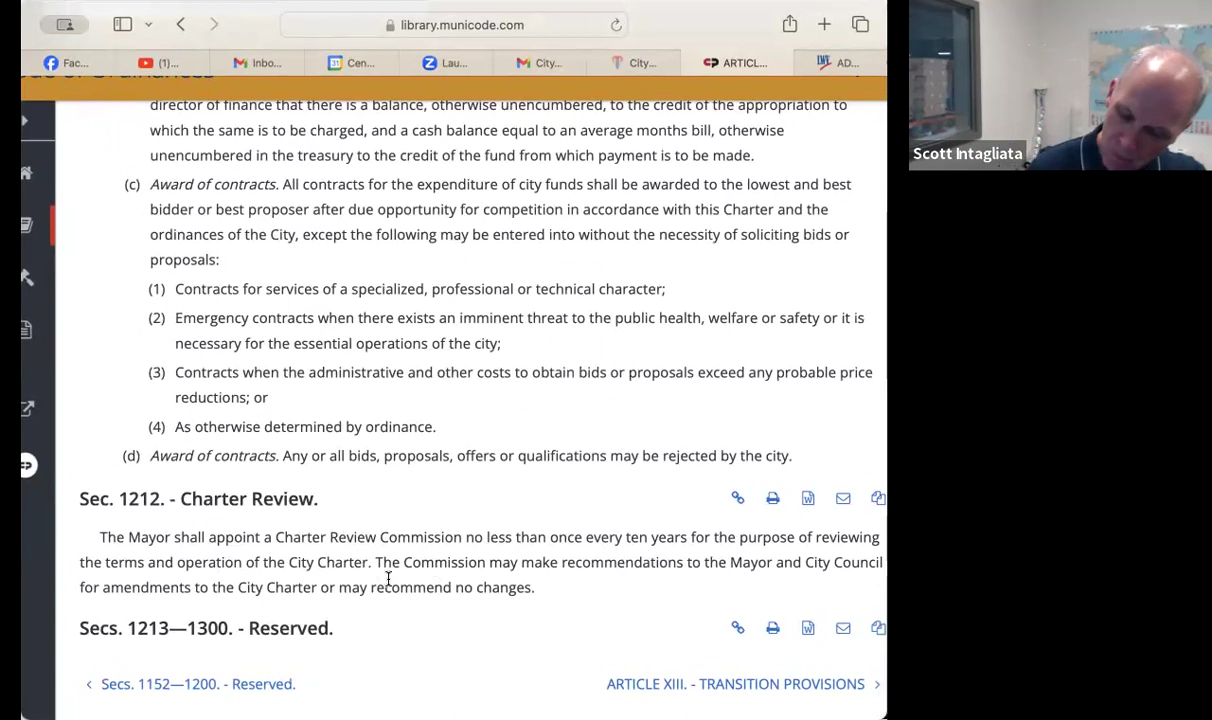 library.municode.com
Fac...
(1)...
Inbo...
Cen...
Lau...
City...
City...
ARTICL...
AD...
director of finance that there is a balance, otherwise unencumbered, to the credit of the appropriation to
which the same is to be charged, and a cash balance equal to an average months bill, otherwise
unencumbered in the treasury to the credit of the fund from which payment is to be made.
(c) Award of contracts. All contracts for the expenditure of city funds shall be awarded to the lowest and best
bidder or best proposer after due opportunity for competition in accordance with this Charter and the
ordinances of the City, except the following may be entered into without the necessity of soliciting bids or
proposals:
(1) Contracts for services of a specialized, professional or technical character;
(2) Emergency contracts when there exists an imminent threat to the public health, welfare or safety or it is
necessary for the essential operations of the city;
(3) Contracts when the administrative and other costs to obtain bids or proposals exceed any probable price
reductions; or
(4) As otherwise determined by ordinance.
(d) Award of contracts. Any or all bids, proposals, offers or qualifications may be rejected by the city.
Sec. 1212. - Charter Review.
The Mayor shall appoint a Charter Review Commission no less than once every ten years for the purpose of reviewing
the terms and operation of the City Charter. The Commission may make recommendations to the Mayor and City Council
for amendments to the City Charter or may recommend no changes.
Secs. 1213—1300. - Reserved.
Secs. 1152—1200. - Reserved.
ARTICLE XIII. - TRANSITION PROVISIONS
Scott Intagliata